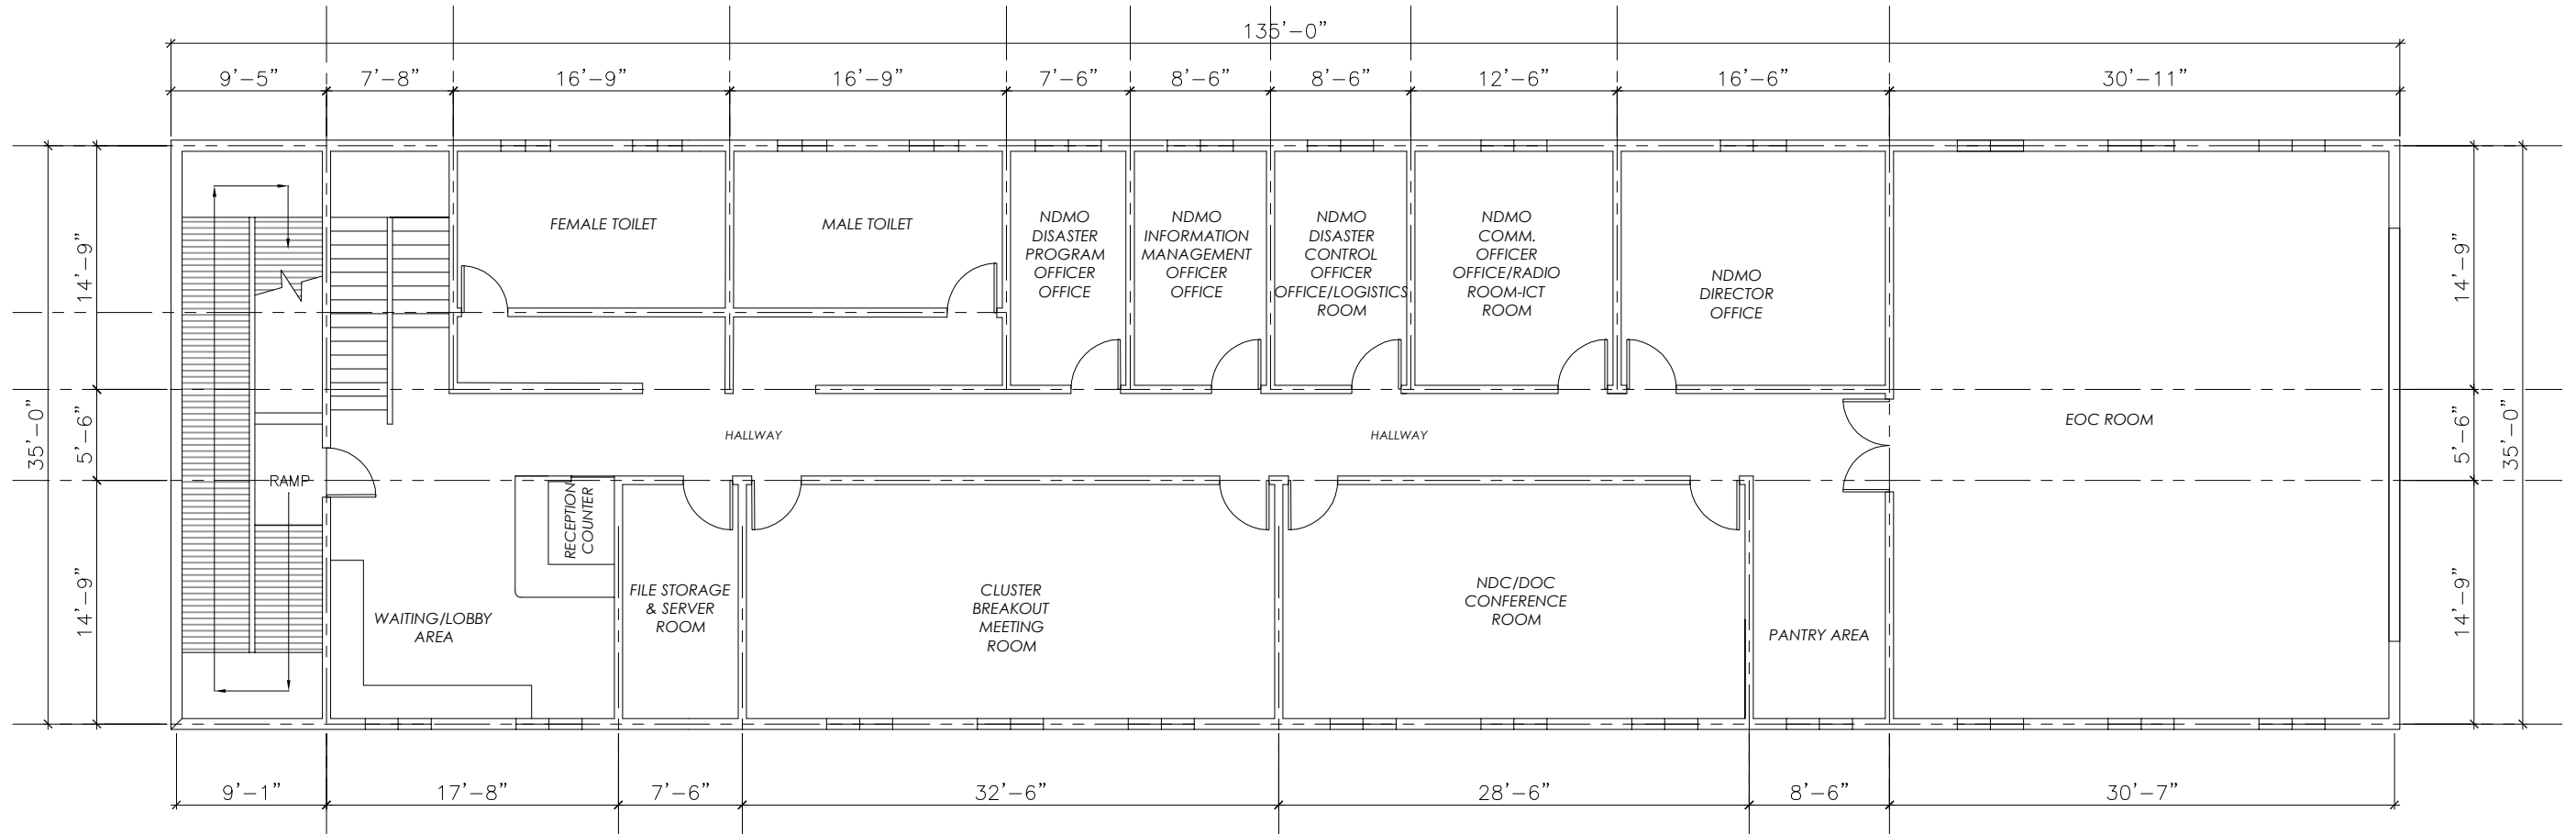 135'-0"
9'-5"
7'-8"
16'-9"
16'-9"
7'-6"
8'-6"
8'-6"
12'-6"
16'-6"
30'-11"
35'-0"
14'-9"
5'-6"
14'-9"
FEMALE TOILET
MALE TOILET
NDMO
DISASTER
PROGRAM
OFFICER
OFFICE
NDMO
INFORMATION
MANAGEMENT
OFFICER
OFFICE
NDMO
DISASTER
CONTROL
OFFICER
OFFICE/LOGISTICS
ROOM
NDMO
COMM.
OFFICER
OFFICE/RADIO
ROOM-ICT
ROOM
NDMO
DIRECTOR
OFFICE
EOC ROOM
14'-9"
5'-6"
14'-9"
35'-0"
HALLWAY
HALLWAY
RAMP
RECEPTION
COUNTER
WAITING/LOBBY
AREA
FILE STORAGE
& SERVER
ROOM
CLUSTER
BREAKOUT
MEETING
ROOM
NDC/DOC
CONFERENCE
ROOM
PANTRY AREA
9'-1"
17'-8"
7'-6"
32'-6"
28'-6"
8'-6"
30'-7"